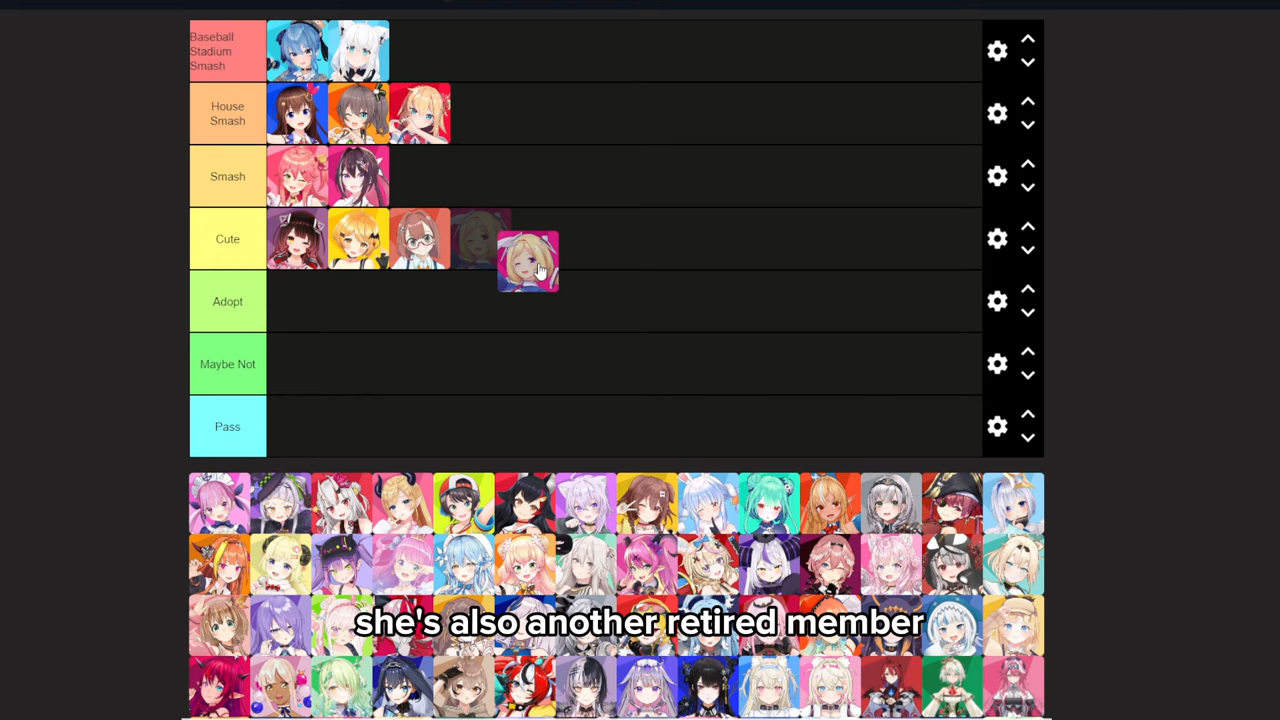 Baseball
Stadium
Smash
House
Smash
Smash
Cute
Adopt
Maybe Not
Pass
she's also another retired member